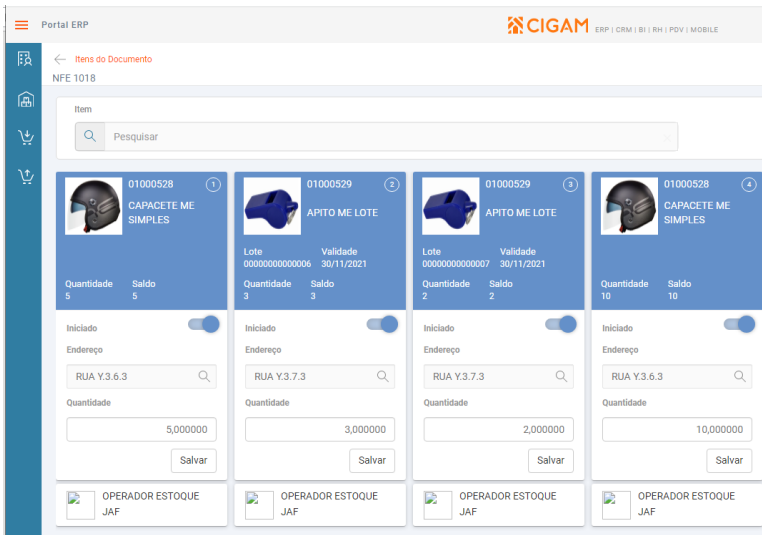 Portal ERP
CIGAM ERP | CRM | BI | RH | PDV | MOBILE
Itens do Documento
NFE 1018
Item
Pesquisar
01000528 1
CAPACETE ME
SIMPLES
Quantidade Saldo
5 5
Iniciado
Endereço
RUA Y.3.6.3
Quantidade
5,000000
Salvar
OPERADOR ESTOQUE
JAF
01000529 2
APITO ME LOTE
Lote Validade
00000000000006 30/11/2021
Quantidade Saldo
3 3
Iniciado
Endereço
RUA Y.3.7.3
Quantidade
3,000000
Salvar
OPERADOR ESTOQUE
JAF
01000529 3
APITO ME LOTE
Lote Validade
00000000000007 30/11/2021
Quantidade Saldo
2 2
Iniciado
Endereço
RUA Y.3.7.3
Quantidade
2,000000
Salvar
OPERADOR ESTOQUE
JAF
01000528 4
CAPACETE ME
SIMPLES
Quantidade Saldo
10 10
Iniciado
Endereço
RUA Y.3.6.3
Quantidade
10,000000
Salvar
OPERADOR ESTOQUE
JAF